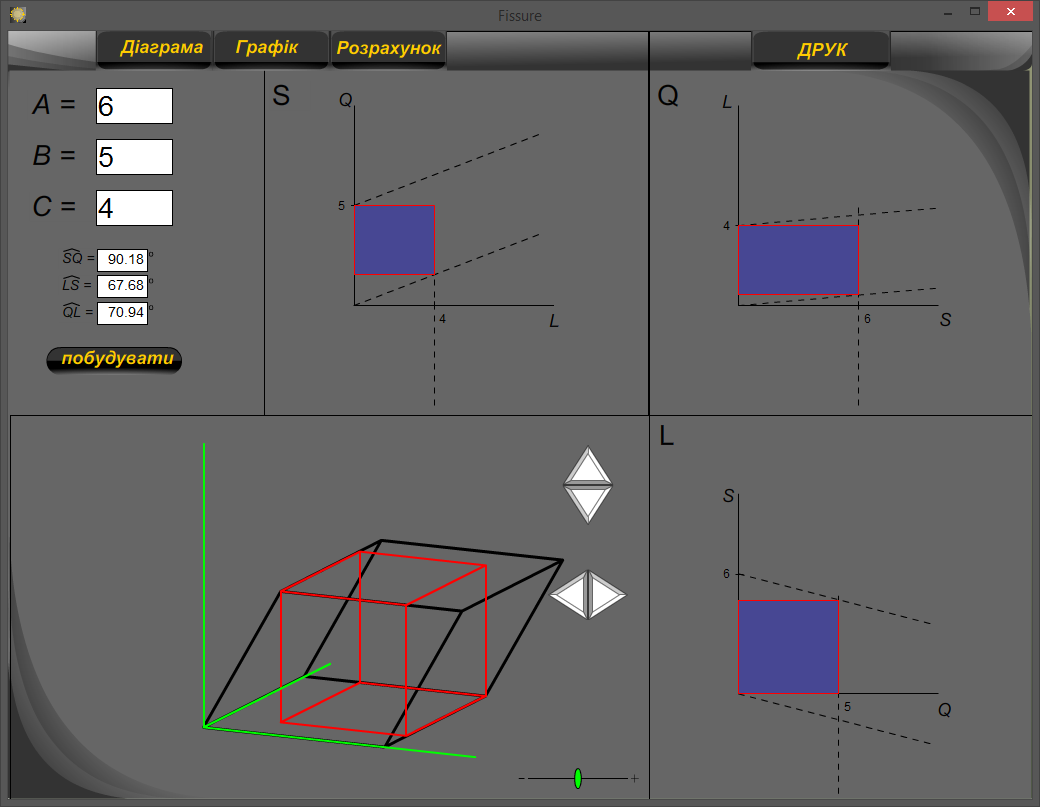 Fissure
Діаграма Графік Розрахунок ДРУК
A = 6
B = 5
C = 4
SQ = 90.18 º
LS = 67.68 º
QL = 70.94 º
побудувати
S
Q
5
4
L
Q
L
4
6
S
L
S
6
5
Q
- +